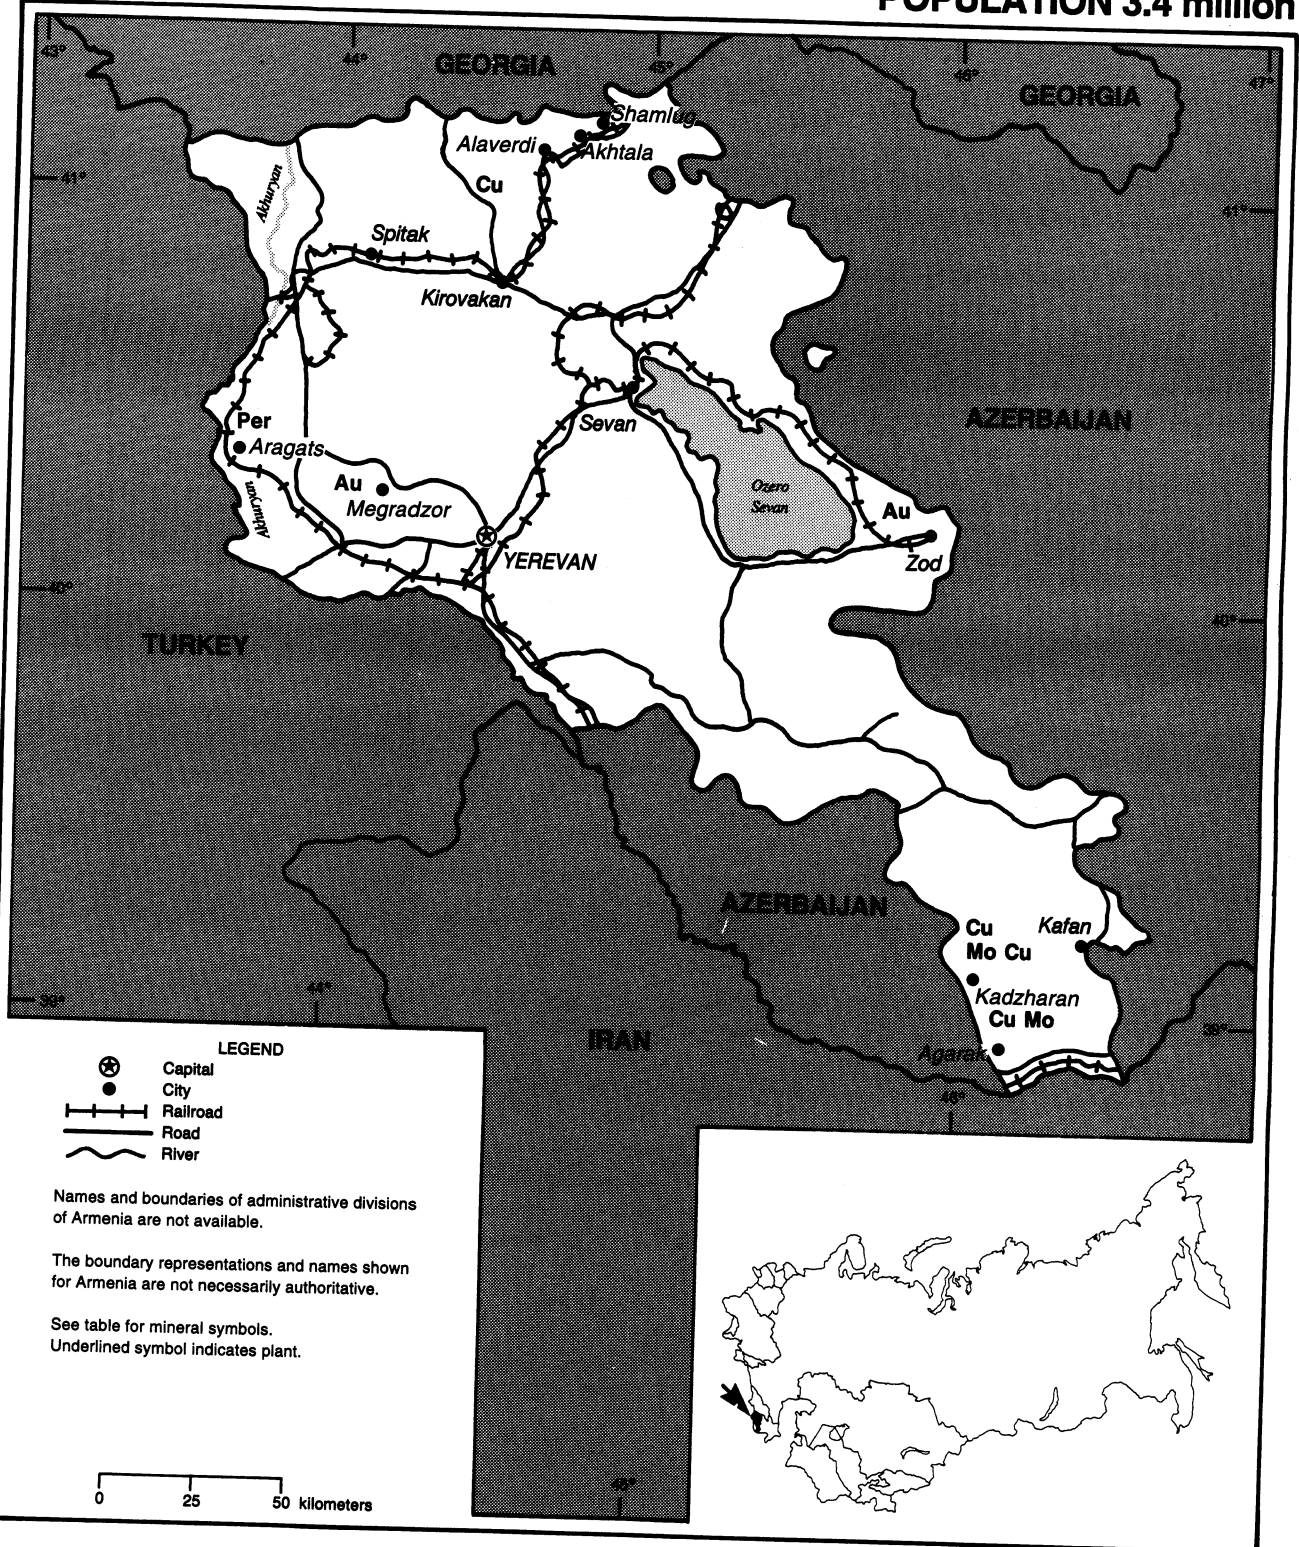 POPULATION 3.4 million
43°
44°
GEORGIA
45°
46°
47°
GEORGIA
Shamlug
Alaverdi
Akhtala
41°
Akhuryan
Cu
41°
Spitak
Kirovakan
Sevan
AZERBAIJAN
Per
Aragats
Au
Megradzor
Akhuryan
Ozero
Sevan
Au
Zod
YEREVAN
40°
40°
TURKEY
AZERBAIJAN
Cu
Kafan
Mo Cu
Kadzharan
Cu Mo
39°
44°
39°
IRAN
Agarak
46°
LEGEND
Capital
City
Railroad
Road
River
Names and boundaries of administrative divisions
of Armenia are not available.
The boundary representations and names shown
for Armenia are not necessarily authoritative.
See table for mineral symbols.
Underlined symbol indicates plant.
0 25 50 kilometers
45°